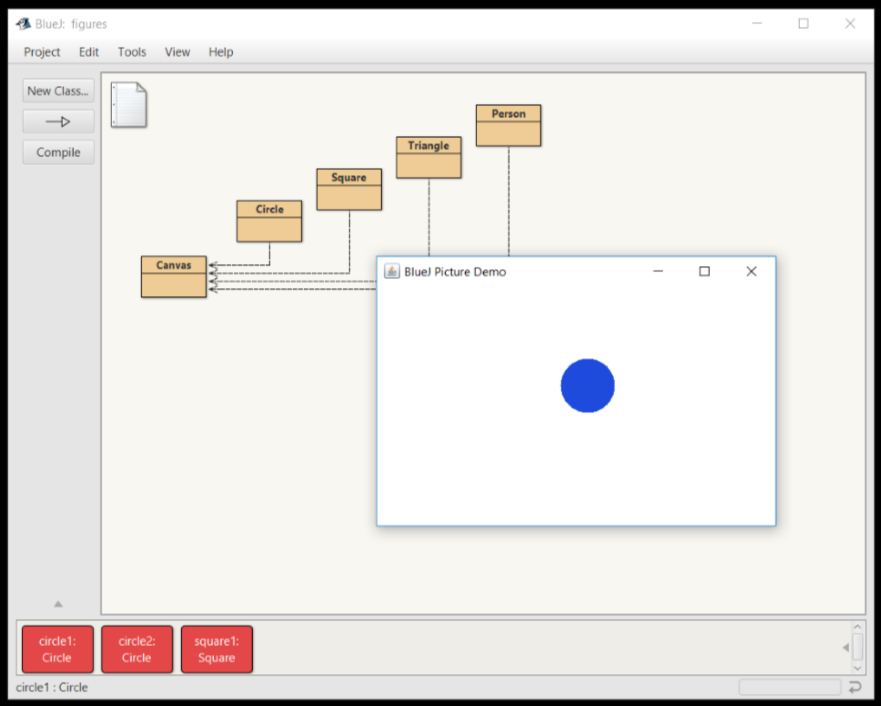 BlueJ: figures
Project Edit Tools View Help
New Class...
Compile
Person
Triangle
Square
Circle
Canvas
BlueJ Picture Demo
circle1: circle2: square1:
Circle Circle Square
circle1 : Circle